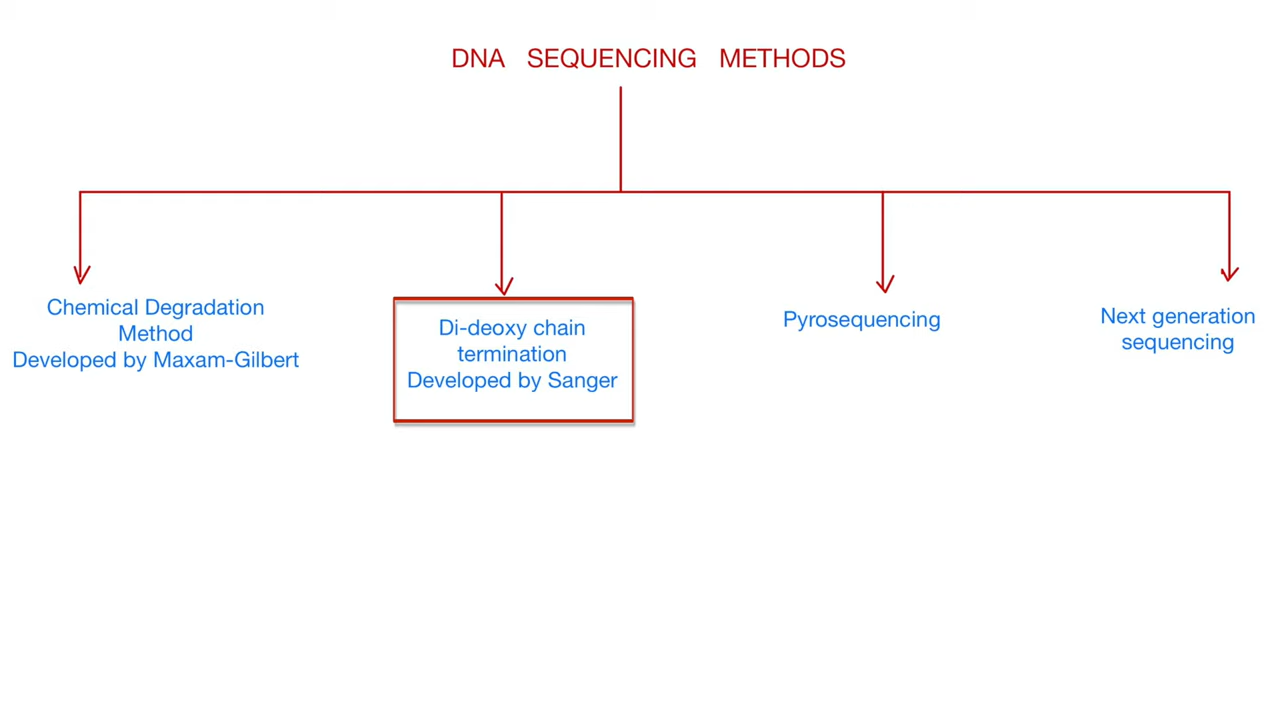 DNA SEQUENCING METHODS
Chemical Degradation
Method
Developed by Maxam-Gilbert
Di-deoxy chain
termination
Developed by Sanger
Pyrosequencing
Next generation
sequencing